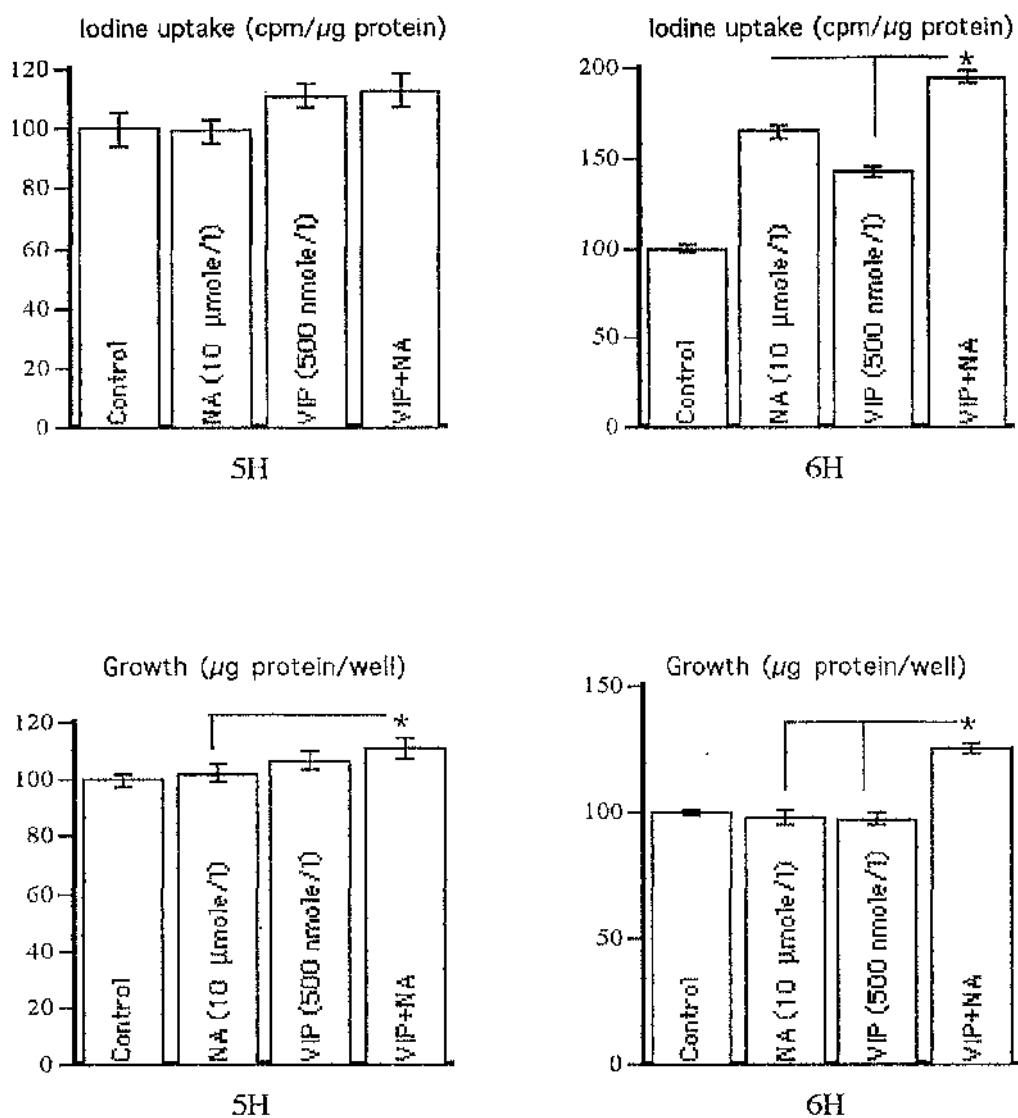 Iodine uptake (cpm/μg protein)
120
100
80
60
40
20
0
Control
NA (10 μmole/l)
VIP (500 nmole/l)
VIP+NA
5H
Iodine uptake (cpm/μg protein)
*
200
150
100
50
0
Control
NA (10 μmole/l)
VIP (500 nmole/l)
VIP+NA
6H
Growth (μg protein/well)
*
120
100
80
60
40
20
0
Control
NA (10 μmole/l)
VIP (500 nmole/l)
VIP+NA
5H
Growth (μg protein/well)
150
*
100
50
0
Control
NA (10 μmole/l)
VIP (500 nmole/l)
VIP+NA
6H